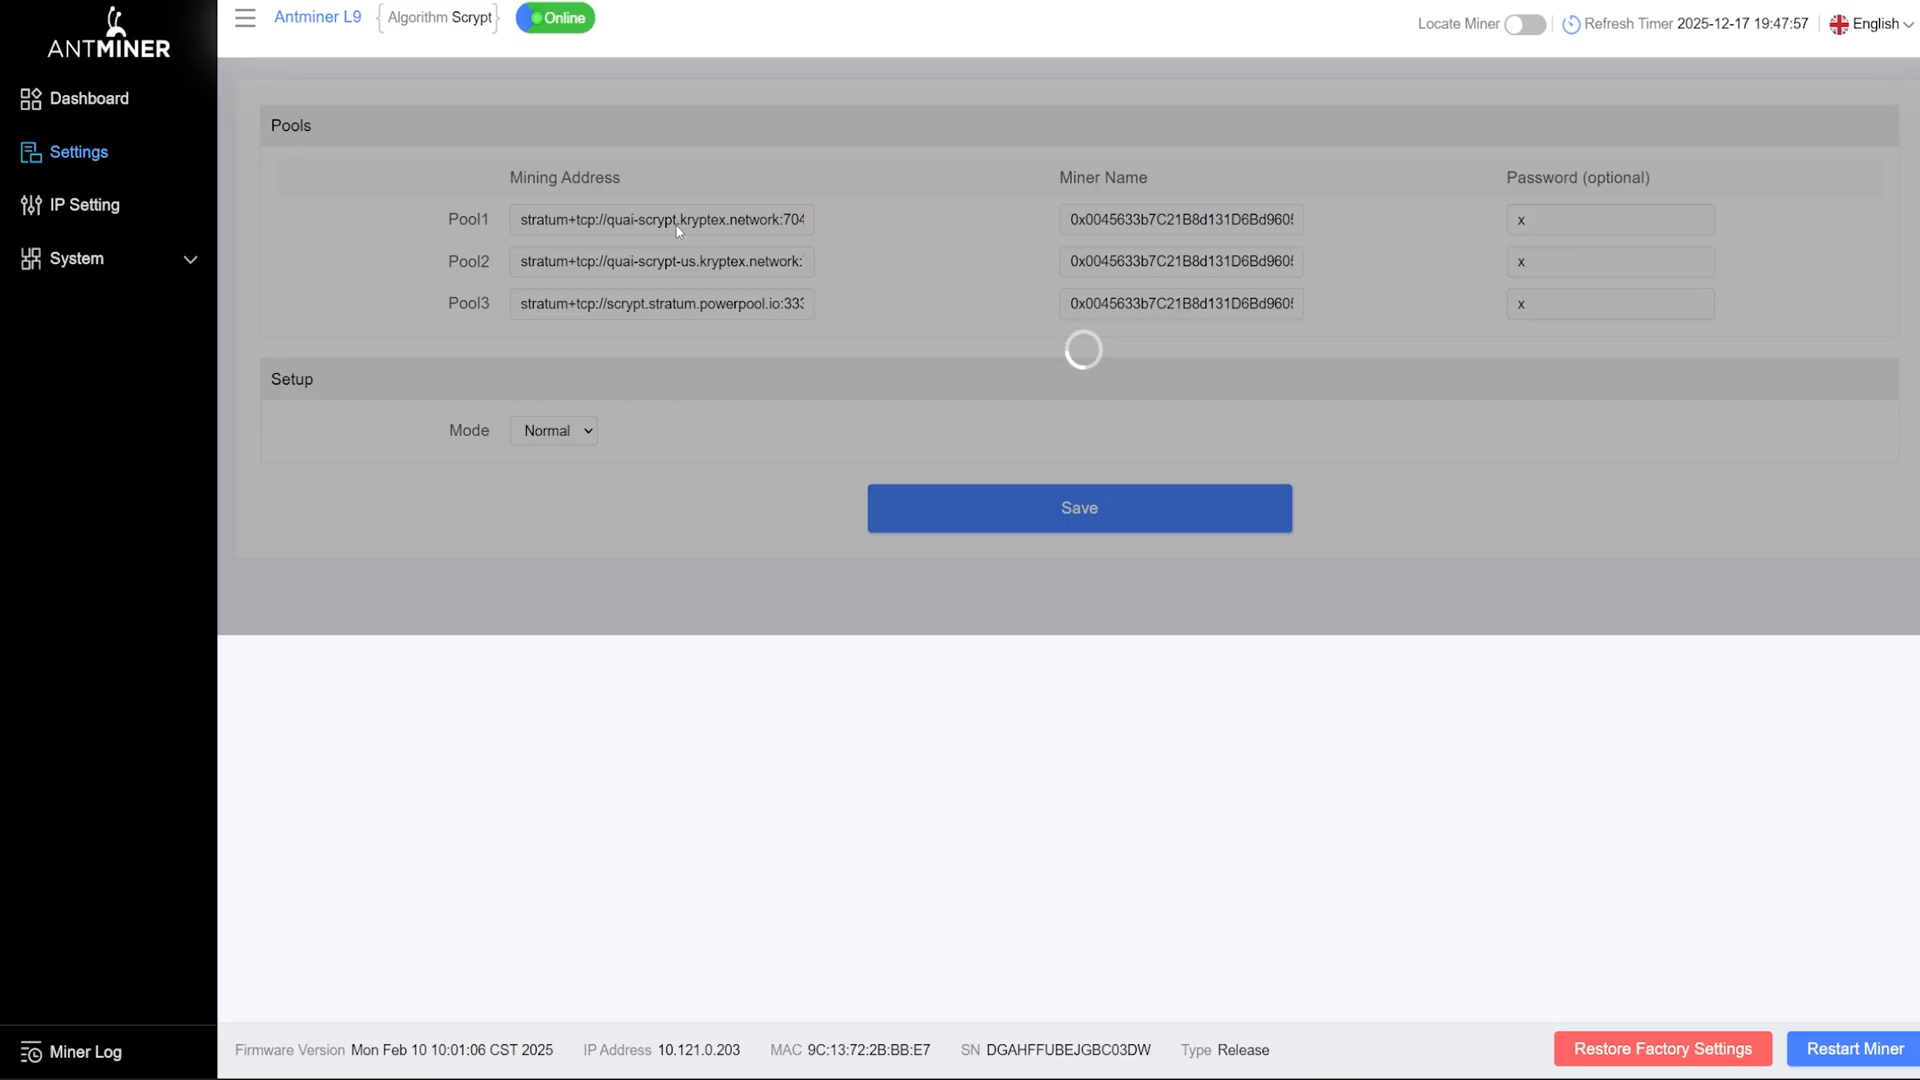 ANTMINER
Antminer L9
Algorithm Scrypt
Online
Locate Miner
Refresh Timer 2025-12-17 19:47:57
English
Dashboard
Settings
IP Setting
System
Pools
Mining Address Miner Name Password (optional)
Pool1 stratum+tcp://quai-scrypt.kryptex.network:704 0x0045633b7C21B8d131D6Bd960 x
Pool2 stratum+tcp://quai-scrypt-us.kryptex.network: 0x0045633b7C21B8d131D6Bd960 x
Pool3 stratum+tcp://scrypt.stratum.powerpool.io:333 0x0045633b7C21B8d131D6Bd960 x
Setup
Mode Normal
Save
Miner Log
Firmware Version Mon Feb 10 10:01:06 CST 2025 IP Address 10.121.0.203 MAC 9C:13:72:2B:BB:E7 SN DGAHFFUBEJGBC03DW Type Release
Restore Factory Settings
Restart Miner